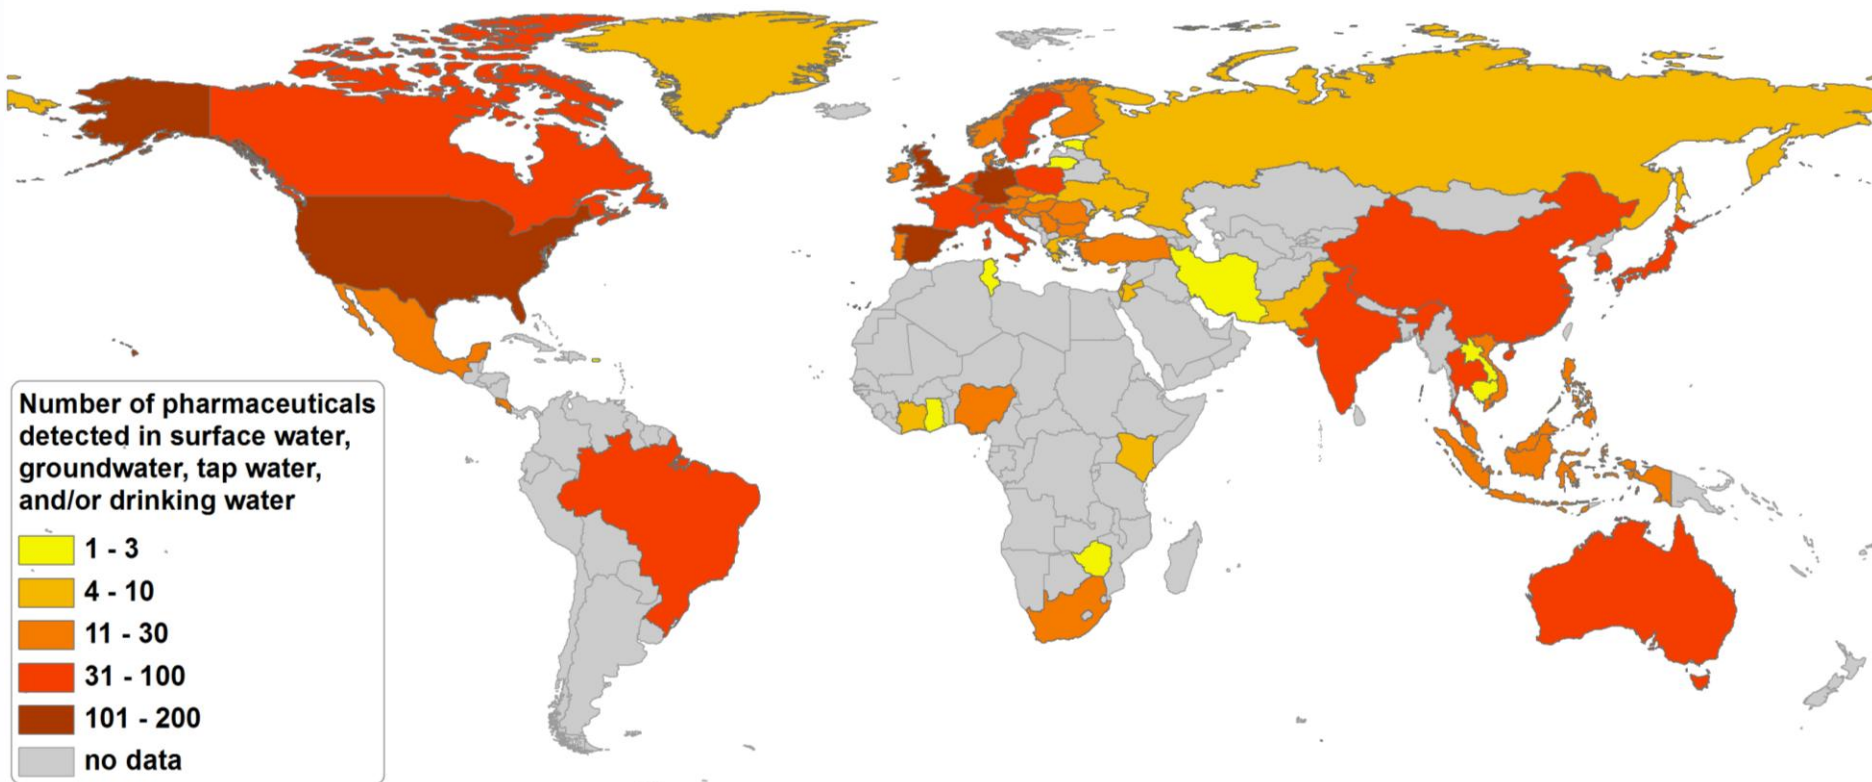 Number of pharmaceuticals
detected in surface water,
groundwater, tap water,
and/or drinking water
1 - 3
4 - 10
11 - 30
31 - 100
101 - 200
no data